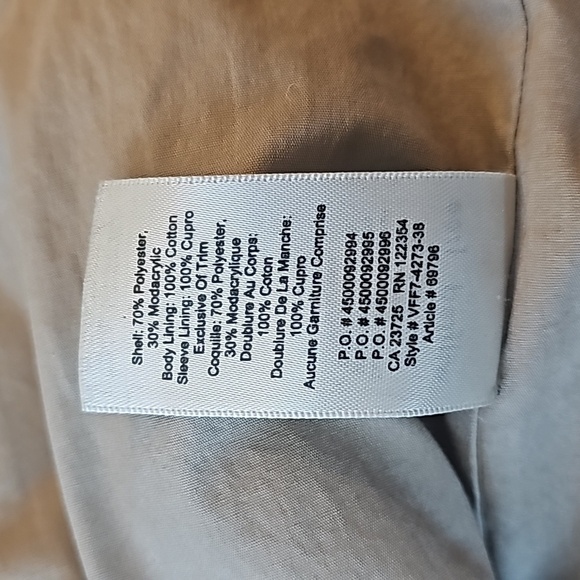 Shell: 70% Polyester,
30% Modacrylic
Body Lining: 100% Cotton
Sleeve Lining: 100% Cupro
Exclusive Of Trim
Coquille: 70% Polyester,
30% Modacrylique
Doublure Au Corps:
100% Coton
Doublure De La Manche:
100% Cupro
Aucune Garniture Comprise
P.O. # 4500092994
P.O. # 4500092995
P.O. # 4500092996
CA 23725 RN 122354
Style # VFF7-4273-38
Article # 69796